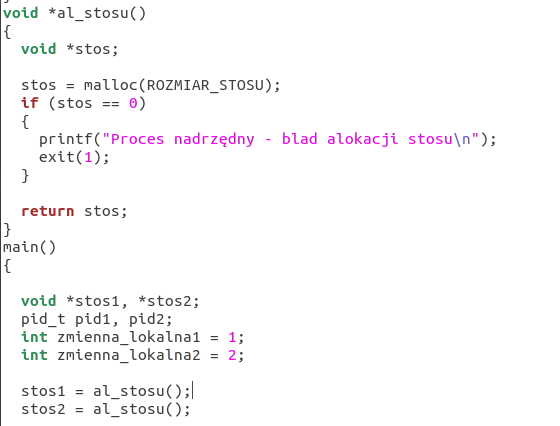 void *al_stosu()
{
  void *stos;

  stos = malloc(ROZMIAR_STOSU);
  if (stos == 0)
  {
    printf("Proces nadrzędny - blad alokacji stosu\n");
    exit(1);
  }

  return stos;
}
main()
{

  void *stos1, *stos2;
  pid_t pid1, pid2;
  int zmienna_lokalna1 = 1;
  int zmienna_lokalna2 = 2;

  stos1 = al_stosu();
  stos2 = al_stosu();